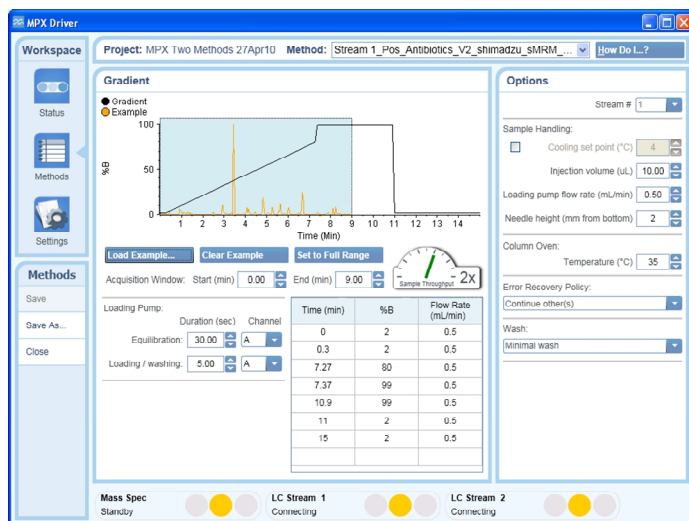 MPX Driver
Workspace
Status
Methods
Settings
Methods
Save
Save As...
Close
Project: MPX Two Methods 27Apr10 Method: Stream 1_Pos_Antibiotics_V2_shimadzu_sMRM_... How Do I...?
Gradient
Gradient
Example
100
50
0
%B
1 2 3 4 5 6 7 8 9 10 11 12 13 14
Time (Min)
Load Example... Clear Example Set to Full Range
Acquisition Window: Start (min) 0.00 End (min) 9.00
Sample Throughput 2x
Loading Pump:
Duration (sec) Channel
Equilibration: 30.00 A
Loading / washing: 5.00 A
Time (min) %B Flow Rate (mL/min)
0 2 0.5
0.3 2 0.5
7.27 80 0.5
7.37 99 0.5
10.9 99 0.5
11 2 0.5
15 2 0.5
Options
Stream # 1
Sample Handling:
Cooling set point (°C) 4
Injection volume (uL) 10.00
Loading pump flow rate (mL/min) 0.50
Needle height (mm from bottom) 2
Column Oven:
Temperature (°C) 35
Error Recovery Policy:
Continue other(s)
Wash:
Minimal wash
Mass Spec
Standby
LC Stream 1
Connecting
LC Stream 2
Connecting